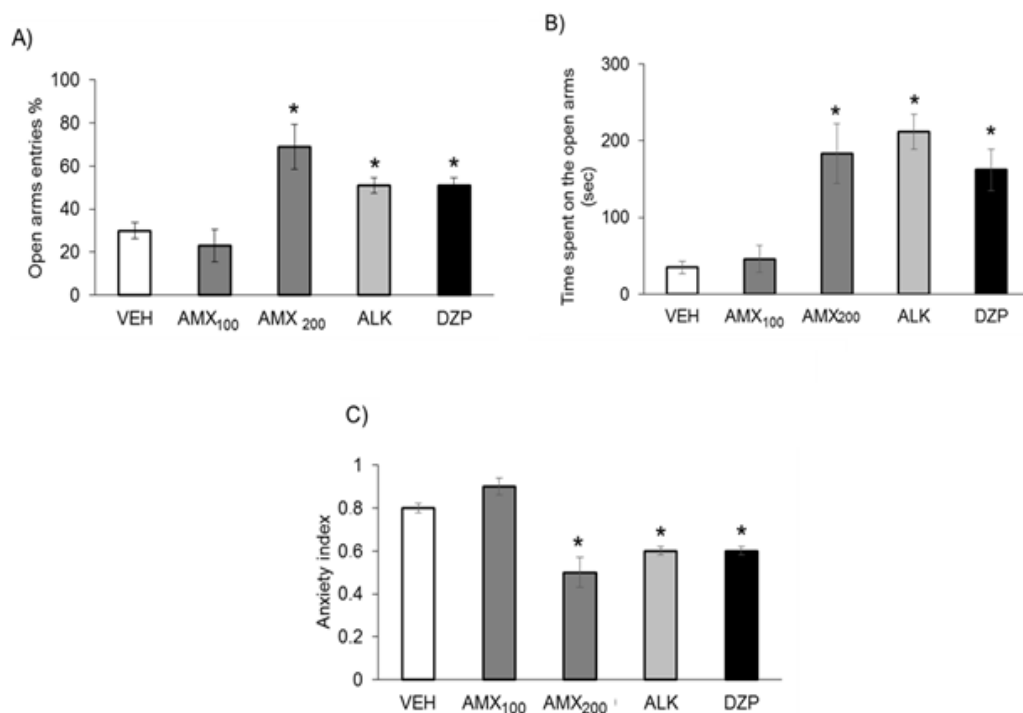 A)
Open arms entries %
100
80
60
40
20
0
* * *
VEH AMX100 AMX 200 ALK DZP
B)
Time spent on the open arms
(sec)
300
200
100
0
* * *
VEH AMX100 AMX200 ALK DZP
C)
Anxiety index
1
0.8
0.6
0.4
0.2
0
* * *
VEH AMX100 AMX200 ALK DZP